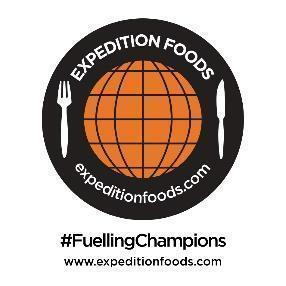 EXPEDITION FOODS
expeditionfoods.com
#FuellingChampions
www.expeditionfoods.com